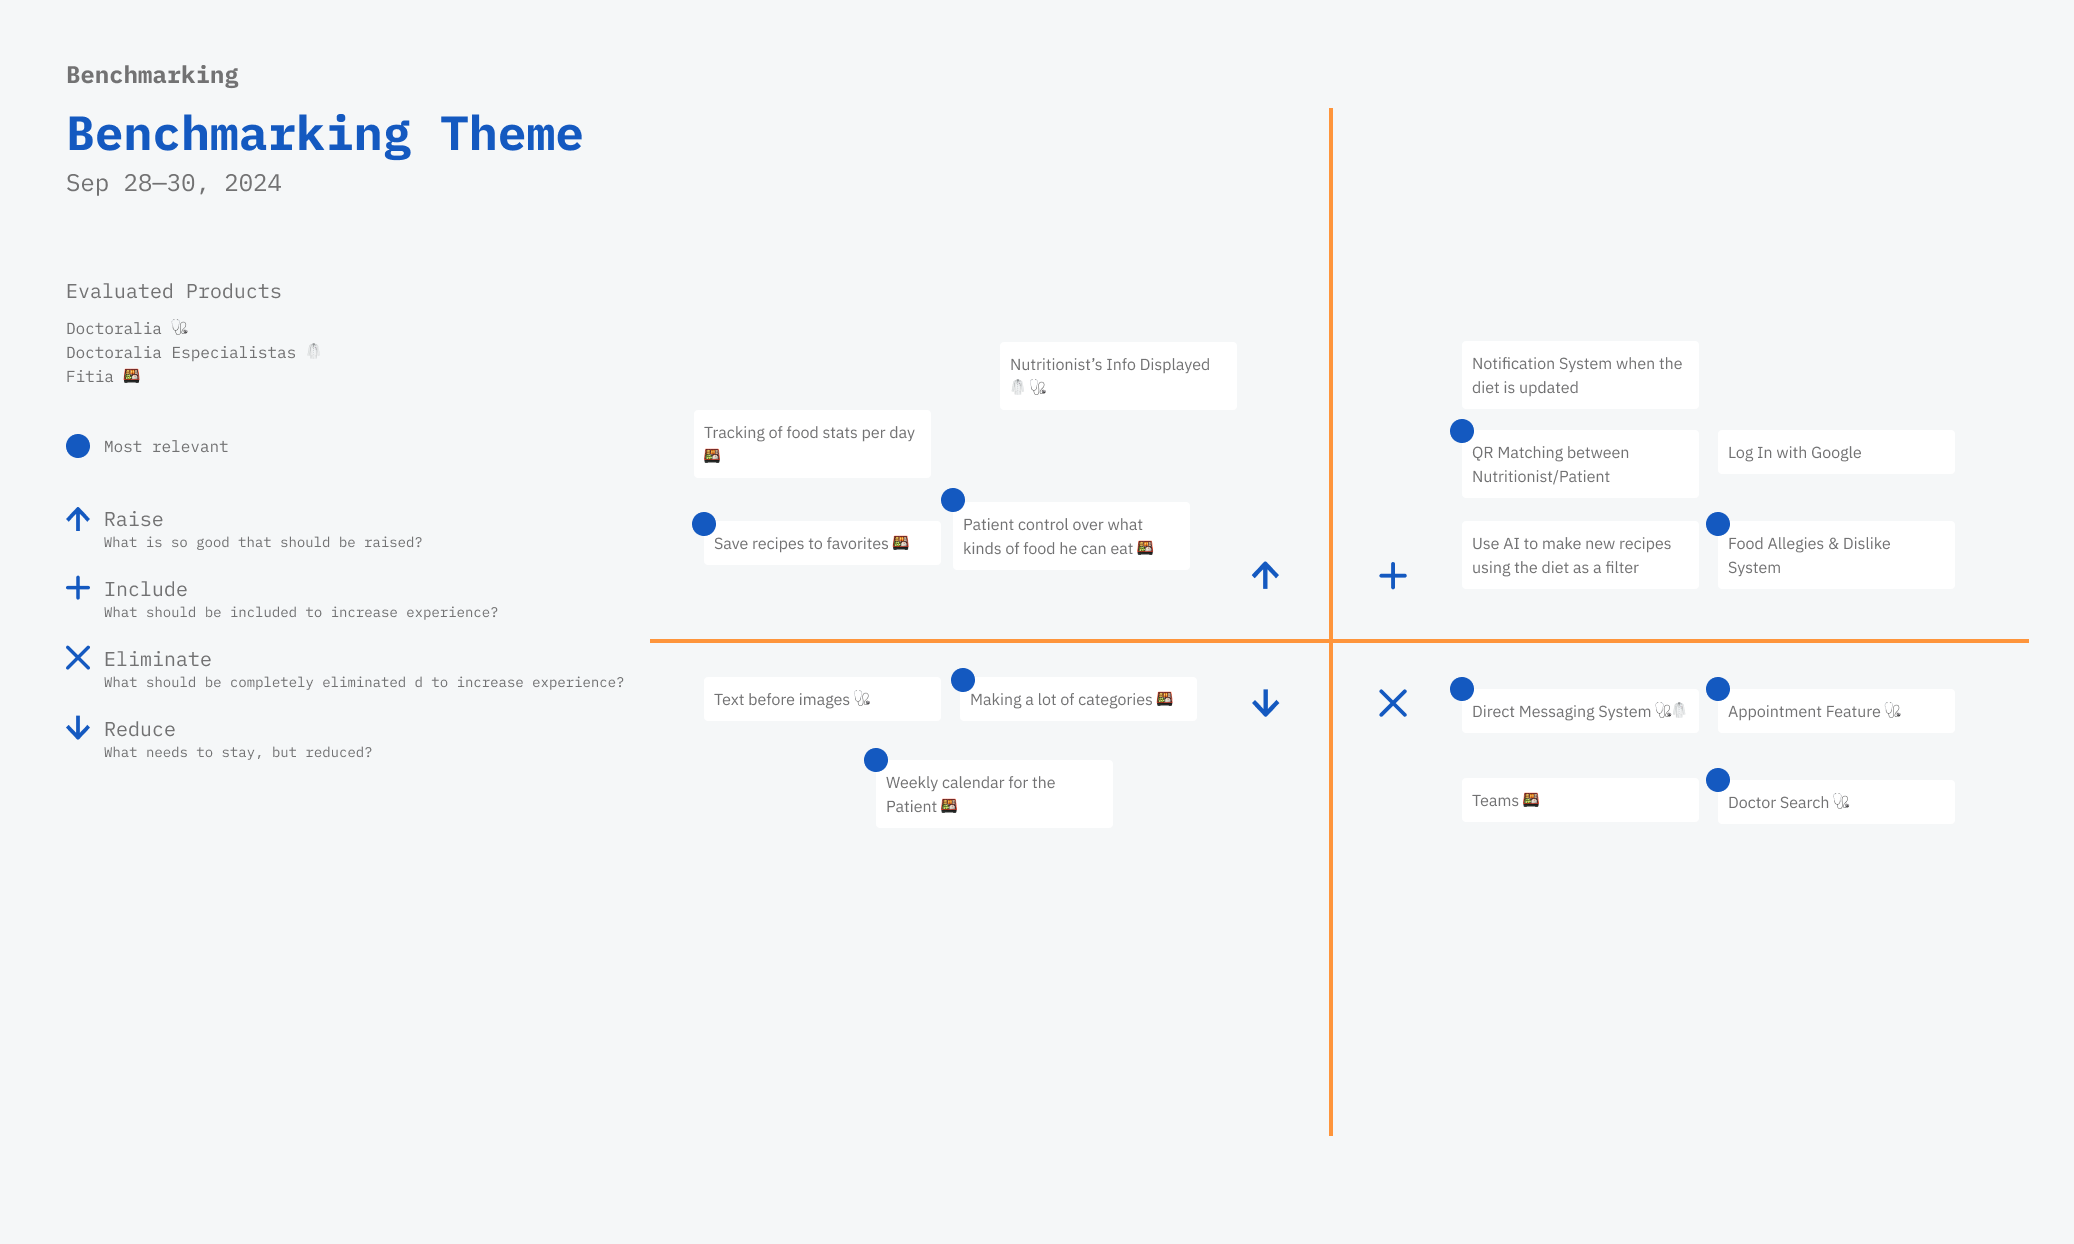 Benchmarking
Benchmarking Theme
Sep 28—30, 2024
Evaluated Products
Doctoralia 🩺
Doctoralia Especialistas 🥼
Fitia 🍱
Most relevant
Raise
What is so good that should be raised?
Include
What should be included to increase experience?
Eliminate
What should be completely eliminated d to increase experience?
Reduce
What needs to stay, but reduced?
Nutritionist’s Info Displayed
🥼 🩺
Tracking of food stats per day
🍱
Save recipes to favorites 🍱
Patient control over what
kinds of food he can eat 🍱
Notification System when the
diet is updated
QR Matching between
Nutritionist/Patient
Log In with Google
Use AI to make new recipes
using the diet as a filter
Food Allegies & Dislike
System
Text before images 🩺
Making a lot of categories 🍱
Weekly calendar for the
Patient 🍱
Direct Messaging System 🩺🥼
Appointment Feature 🩺
Teams 🍱
Doctor Search 🩺